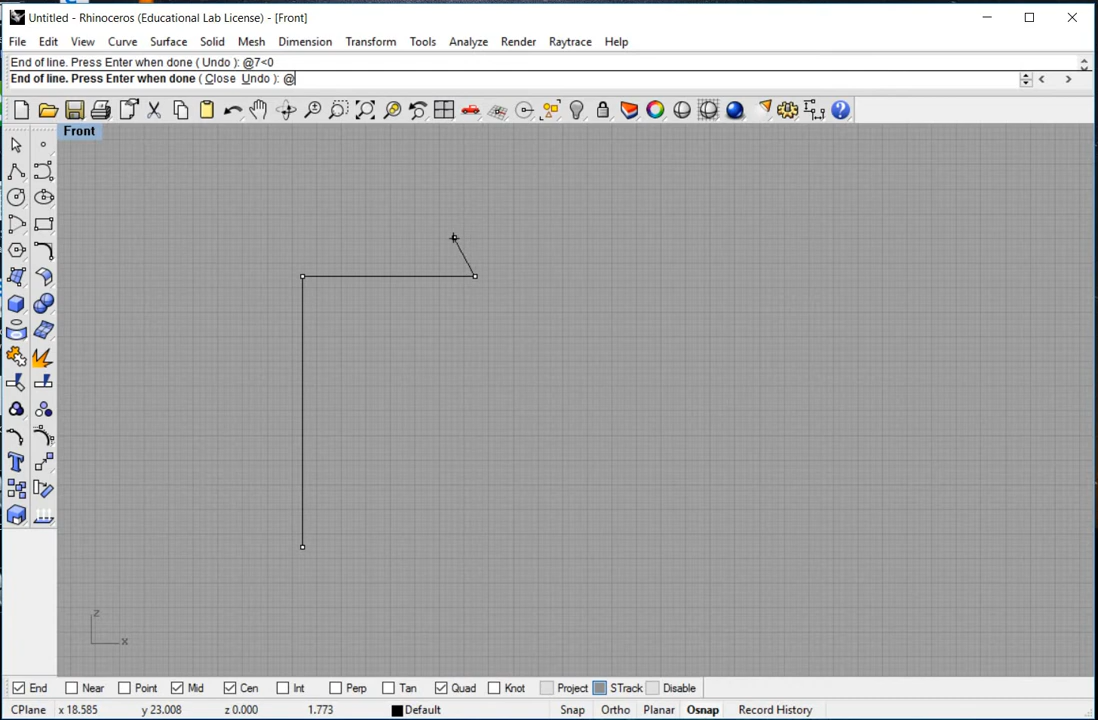 Untitled - Rhinoceros (Educational Lab License) - [Front]
File Edit View Curve Surface Solid Mesh Dimension Transform Tools Analyze Render Raytrace Help
End of line. Press Enter when done ( Undo ): @7<0
End of line. Press Enter when done ( Close Undo ): @
Front
z
x
End Near Point Mid Cen Int Perp Tan Quad Knot Project STrack Disable
CPlane x 18.585 y 23.008 z 0.000 1.773 Default Snap Ortho Planar Osnap Record History